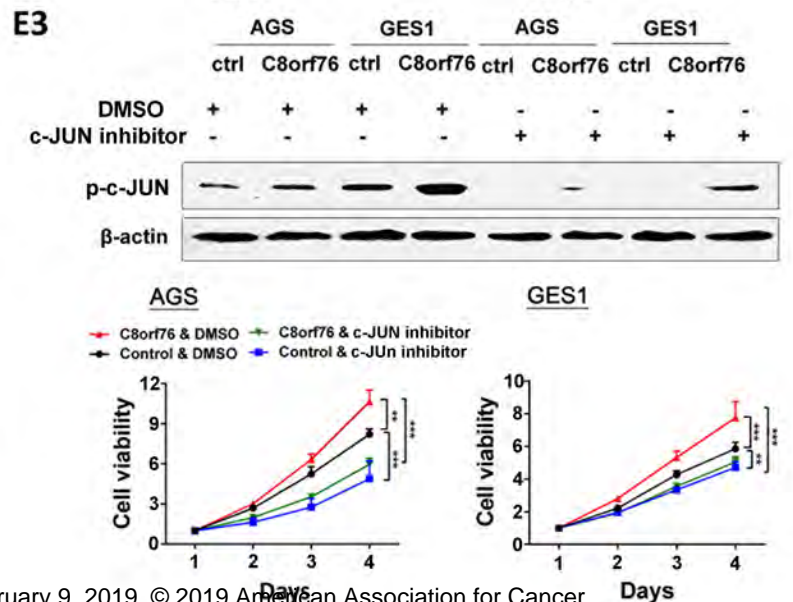 E3
AGS GES1 AGS GES1
ctrl C8orf76 ctrl C8orf76 ctrl C8orf76 ctrl C8orf76
DMSO + + + + - - - -
c-JUN inhibitor - - - - + + + +
p-c-JUN
β-actin
AGS GES1
C8orf76 & DMSO C8orf76 & c-JUN inhibitor
Control & DMSO Control & c-JUn inhibitor
Cell viability
12
9
6
3
0
1 2 3 4
** *** ***
Cell viability
10
8
6
4
2
0
1 2 3 4
*** ** ***
Days
Days
ruary 9, 2019. © 2019 American Association for Cancer